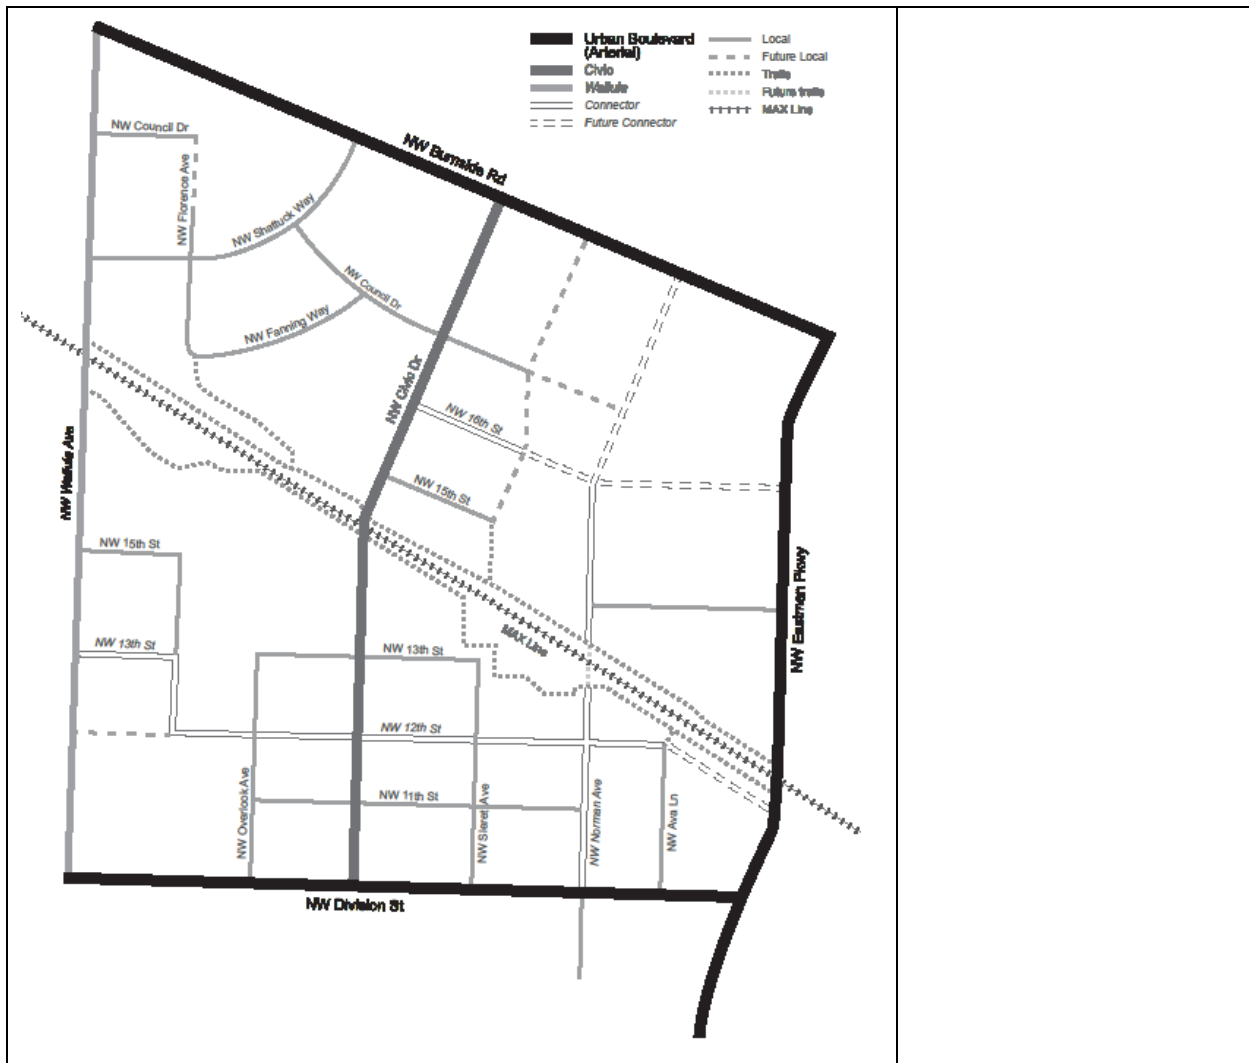 Urban Boulevard
(Arterial)
Civic
Wallula
Connector
Future Connector
Local
Future Local
Trails
Future trails
MAX Line
NW Burnside Rd
NW Council Dr
NW Florence Ave
NW Shattuck Way
NW Council Dr
NW Fanning Way
NW Civic Dr
NW 16th St
NW 15th St
NW Wallula Ave
NW 15th St
NW 13th St
NW 13th St
MAX Line
NW Eastman Pkwy
NW 12th St
NW 11th St
NW Overlook Ave
NW Sleret Ave
NW Norman Ave
NW Ava Ln
NW Division St